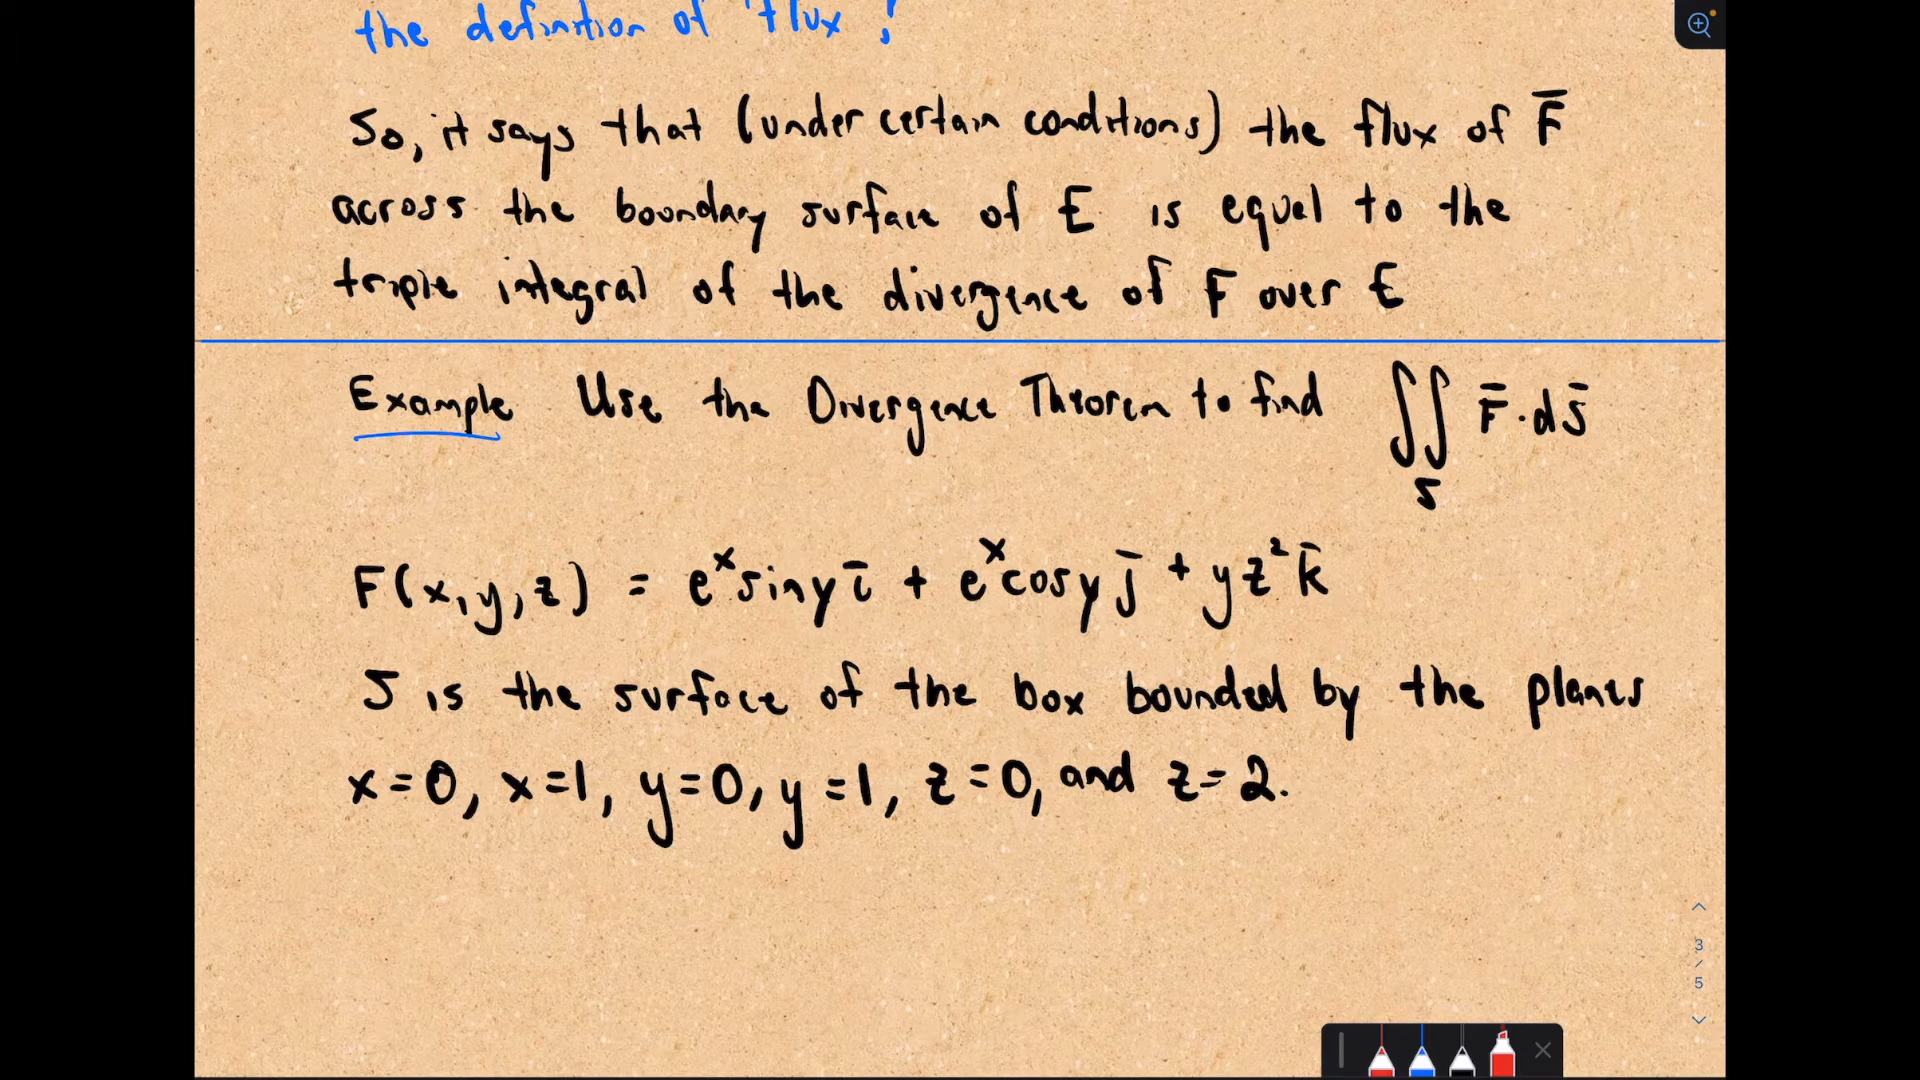 the definition of "flux!
So, it says that (under certain conditions) the flux of F̅
across the boundary surface of E is equal to the
triple integral of the divergence of F over E
Example Use the Divergence Theorem to find ∬ F̅·dS̅
S
F(x,y,z) = eˣsiny i̅ + eˣcosy j̅ + yz² k̅
S is the surface of the box bounded by the planes
x=0, x=1, y=0, y=1, z=0, and z=2.
3
/
5